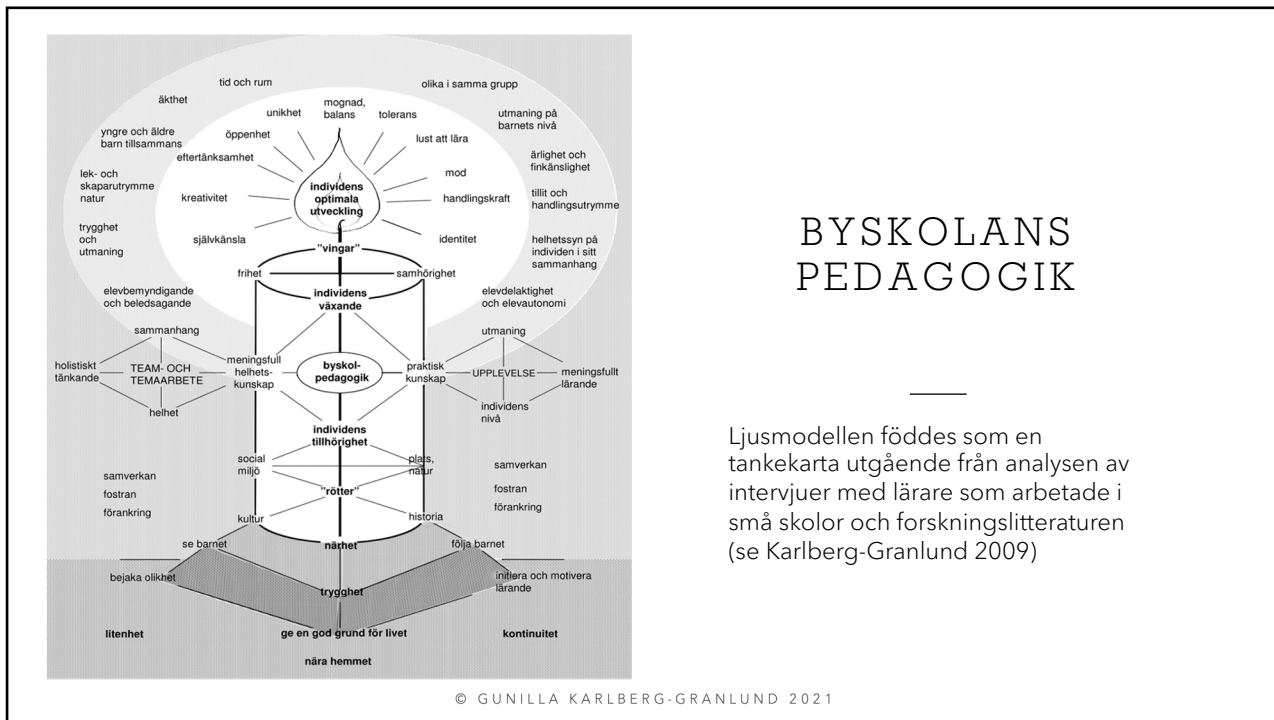 tid och rum
olika i samma grupp
äkthet
mognad,
balans
unikhet
tolerans
utmaning på
barnets nivå
yngre och äldre
barn tillsammans
öppenhet
lust att lära
eftertänksamhet
ärlighet och
finkänslighet
lek- och
skaparutrymme
natur
mod
individens
optimala
utveckling
kreativitet
handlingskraft
tillit och
handlingsutrymme
trygghet
och
utmaning
självkänsla
identitet
helhetssyn på
individen i sitt
sammanhang
"vingar"
frihet
samhörighet
elevbemyndigande
och beledsagande
individens
växande
elevdelaktighet
och elevautonomi
sammanhang
utmaning
holistiskt
tänkande
TEAM- OCH
TEMAARBETE
meningsfull
helhets-
kunskap
byskol-
pedagogik
praktisk
kunskap
UPPLEVELSE
meningsfullt
lärande
helhet
individens
nivå
individens
tillhörighet
social
miljö
plats,
natur
samverkan
fostran
förankring
samverkan
fostran
förankring
"rötter"
kultur
historia
se barnet
närhet
följa barnet
bejaka olikhet
initiera och motivera
lärande
trygghet
litenhet
ge en god grund för livet
kontinuitet
nära hemmet
BYSKOLANS
PEDAGOGIK
Ljusmodellen föddes som en
tankekarta utgående från analysen av
intervjuer med lärare som arbetade i
små skolor och forskningslitteraturen
(se Karlberg-Granlund 2009)
© GUNILLA KARLBERG-GRANLUND 2021